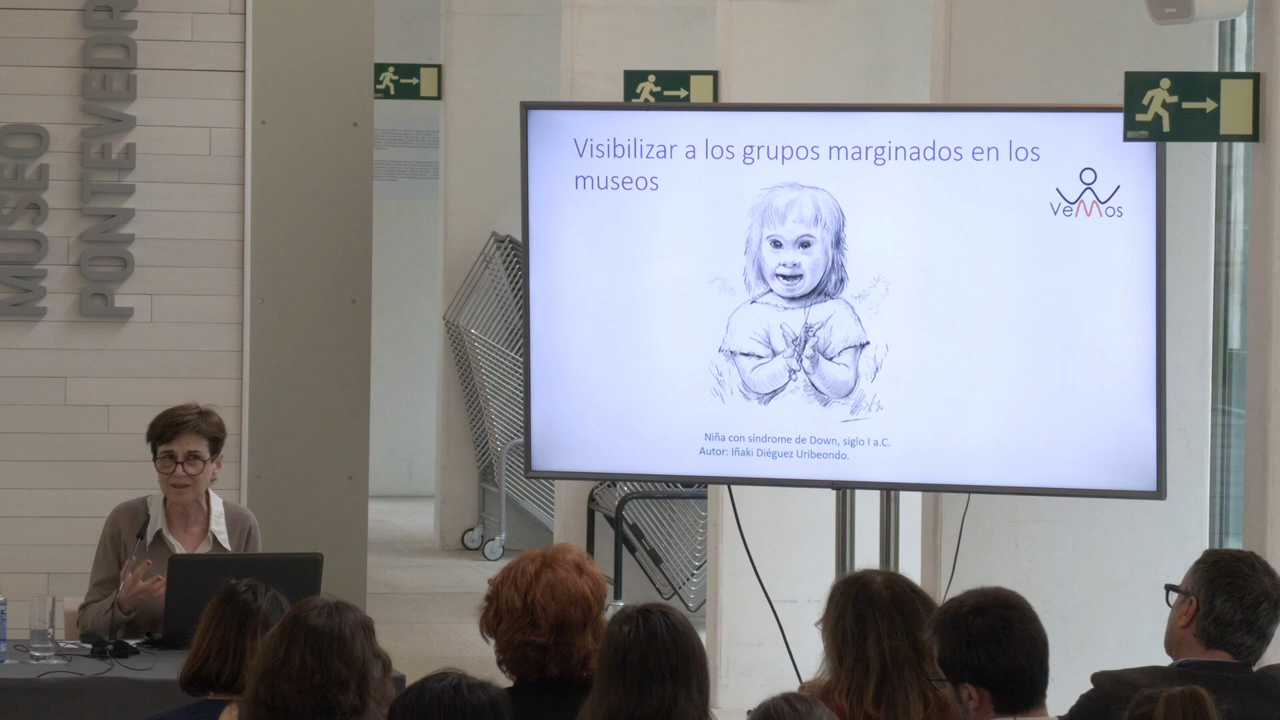 MUSEO
PONTEVEDR
Visibilizar a los grupos marginados en los
museos
VeMos
Niña con síndrome de Down, siglo I a.C.
Autor: Iñaki Diéguez Uribeondo.